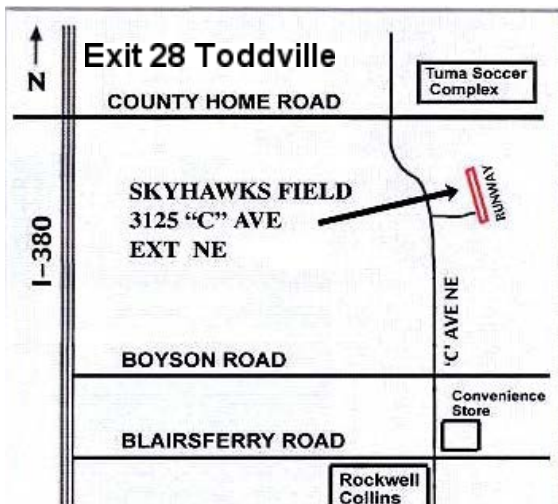 Exit 28 Toddville
N
Tuma Soccer
Complex
COUNTY HOME ROAD
SKYHAWKS FIELD
3125 “C” AVE
EXT NE
RUNWAY
I-380
'C' AVE NE
BOYSON ROAD
Convenience
Store
BLAIRSFERRY ROAD
Rockwell
Collins